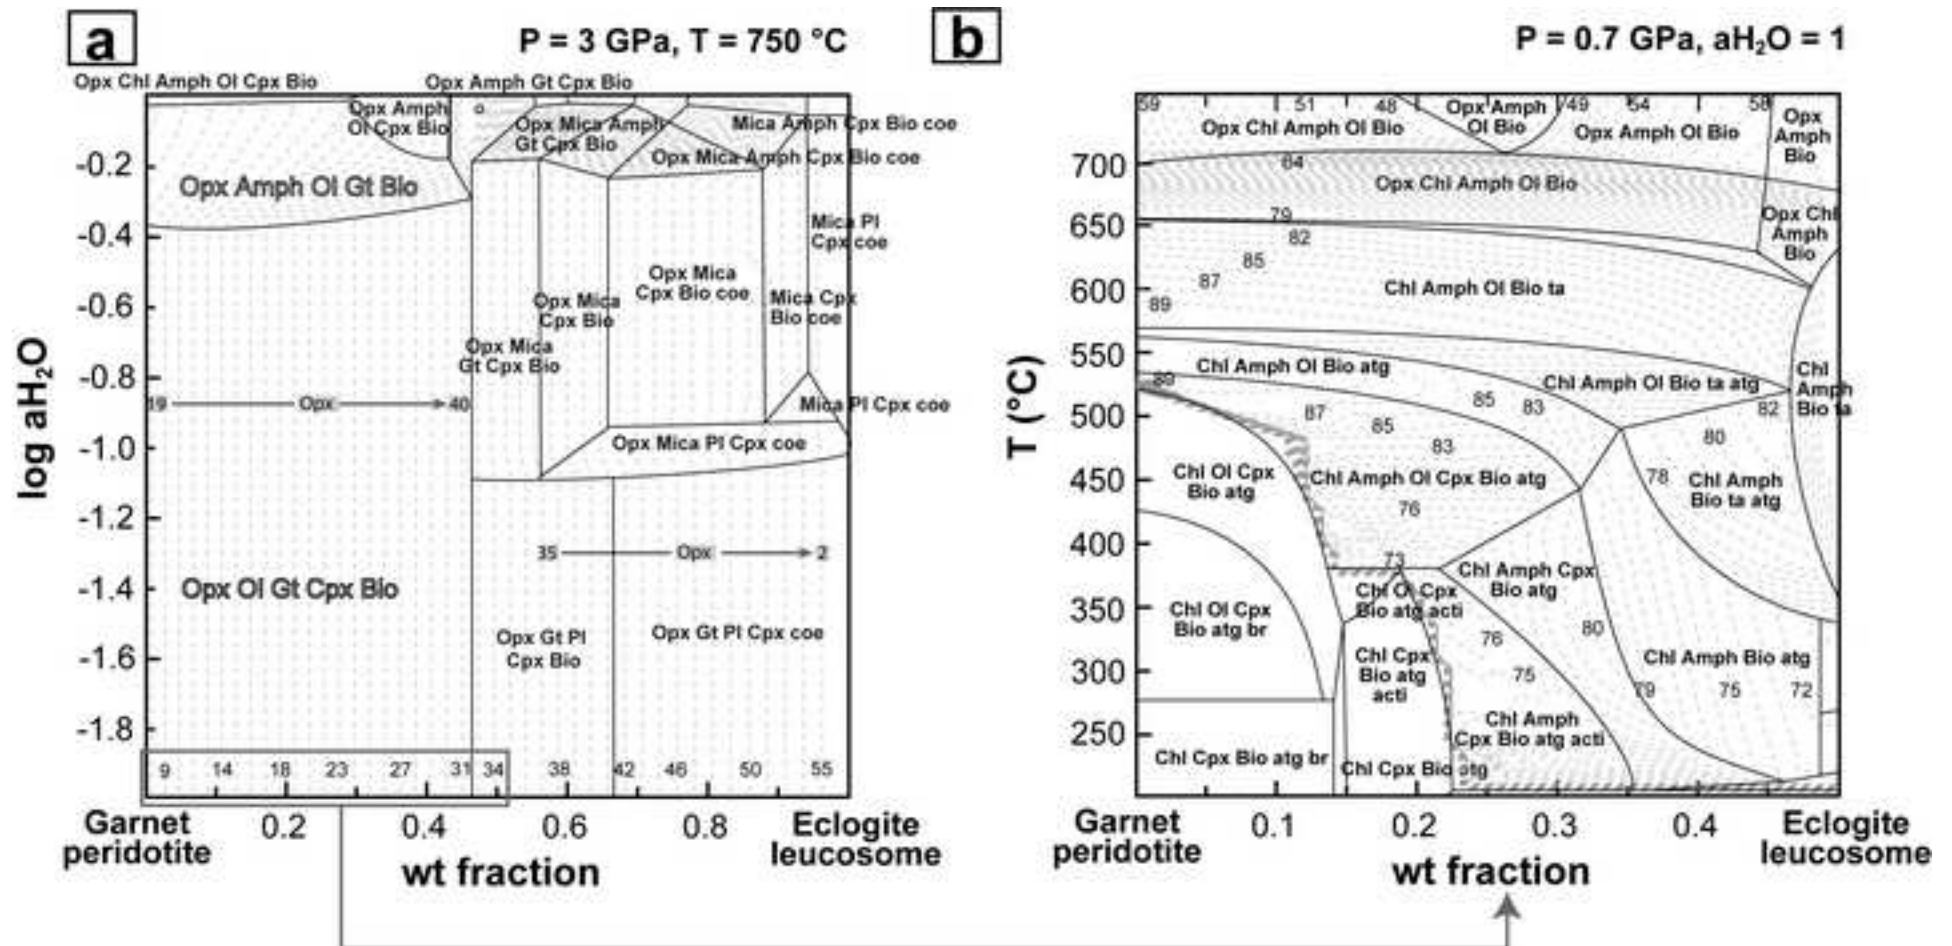 a
P = 3 GPa, T = 750 °C
Opx Chl Amph Ol Cpx Bio
Opx Amph Gt Cpx Bio
Opx Amph
Ol Cpx Bio
Opx Mica Amph
Gt Cpx Bio
Mica Amph Cpx Bio coe
Opx Mica Amph Cpx Bio coe
Opx Amph Ol Gt Bio
Mica Pl
Cpx coe
Opx Mica
Cpx Bio coe
Opx Mica
Cpx Bio
Mica Cpx
Bio coe
Opx Mica
Gt Cpx Bio
19 Opx 40
Mica Pl Cpx coe
Opx Mica Pl Cpx coe
35 Opx 2
Opx Ol Gt Cpx Bio
Opx Gt Pl
Cpx Bio
Opx Gt Pl Cpx coe
9 14 18 23 27 31 34 38 42 46 50 55
-0.2
-0.4
-0.6
-0.8
-1.0
-1.2
-1.4
-1.6
-1.8
log aH₂O
Garnet
peridotite
0.2 0.4 0.6 0.8
Eclogite
leucosome
wt fraction
b
P = 0.7 GPa, aH₂O = 1
59 51 48 49 54 58
Opx Chl Amph Ol Bio
Opx Amph
Ol Bio
Opx Amph Ol Bio
Opx
Amph
Bio
64
Opx Chl Amph Ol Bio
79
Opx Chl
Amph
Bio
82
85
87
89
Chl Amph Ol Bio ta
Chl Amph Ol Bio atg
Chl Amph Ol Bio ta atg
Chl
Amph
Bio ta
89
87
85
83
85
83
82
80
78
76
73
Chl Ol Cpx
Bio atg
Chl Amph Ol Cpx Bio atg
Chl Amph
Bio ta atg
Chl Amph Cpx
Bio atg
Chl Ol Cpx
Bio atg acti
Chl Ol Cpx
Bio atg br
76
80
75
Chl Cpx
Bio atg
acti
Chl Amph Bio atg
79 75 72
Chl Amph
Cpx Bio atg acti
Chl Cpx Bio atg br
Chl Cpx Bio atg
700
650
600
550
500
450
400
350
300
250
T (°C)
Garnet
peridotite
0.1 0.2 0.3 0.4
Eclogite
leucosome
wt fraction